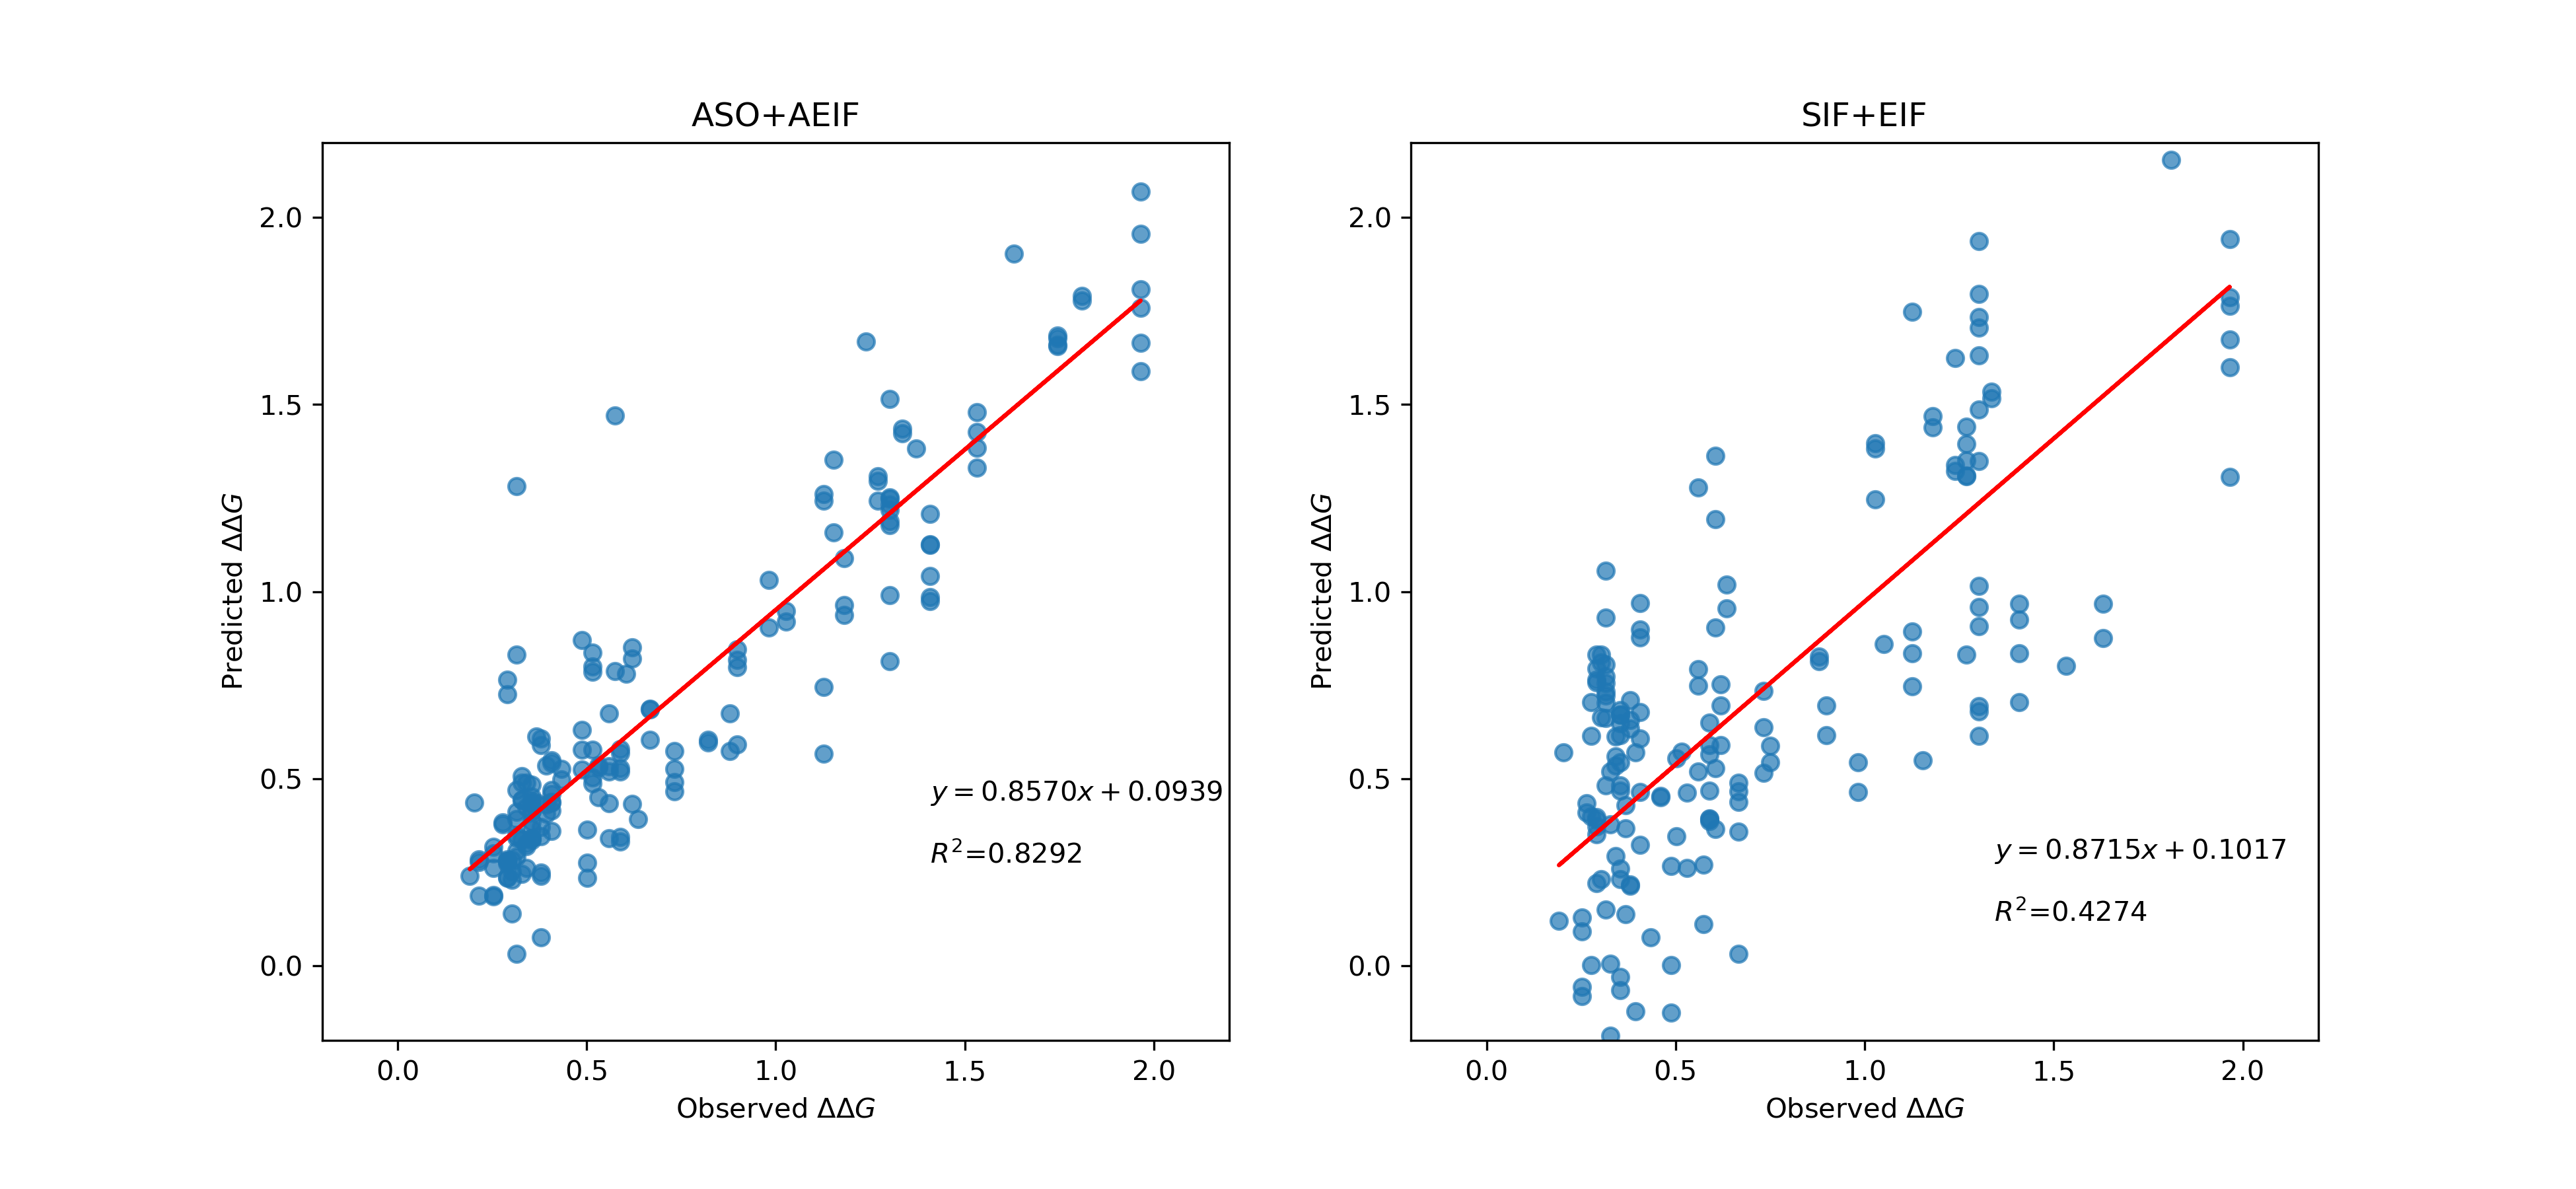 ASO+AEIF
Predicted ΔΔG
2.0
1.5
1.0
0.5
0.0
y = 0.8570x + 0.0939
R²=0.8292
0.0 0.5 1.0 1.5 2.0
Observed ΔΔG
SIF+EIF
Predicted ΔΔG
2.0
1.5
1.0
0.5
0.0
y = 0.8715x + 0.1017
R²=0.4274
0.0 0.5 1.0 1.5 2.0
Observed ΔΔG